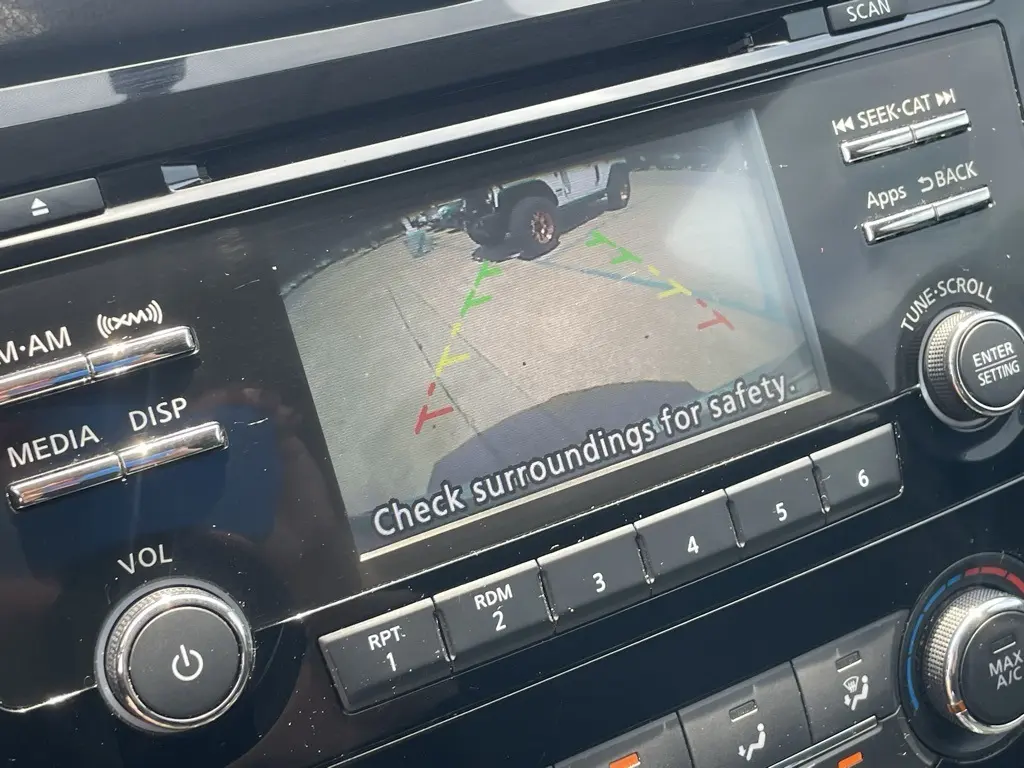 SCAN
SEEK·CAT
Apps BACK
TUNE·SCROLL
ENTER
SETTING
M·AM
((XM))
MEDIA DISP
VOL
Check surroundings for safety.
RPT
1
RDM
2
3
4
5
6
MAX
A/C